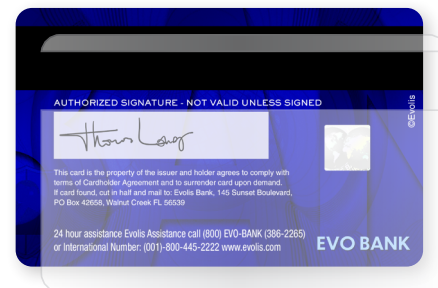 AUTHORIZED SIGNATURE - NOT VALID UNLESS SIGNED
©Evolis
Thomas Long
This card is the property of the issuer and holder agrees to comply with
terms of Cardholder Agreement and to surrender card upon demand.
If card found, cut in half and mail to: Evolis Bank, 145 Sunset Boulevard,
PO Box 42658, Walnut Creek FL 56539
24 hour assistance Evolis Assistance call (800) EVO-BANK (386-2265)
or International Number: (001)-800-445-2222 www.evolis.com
EVO BANK